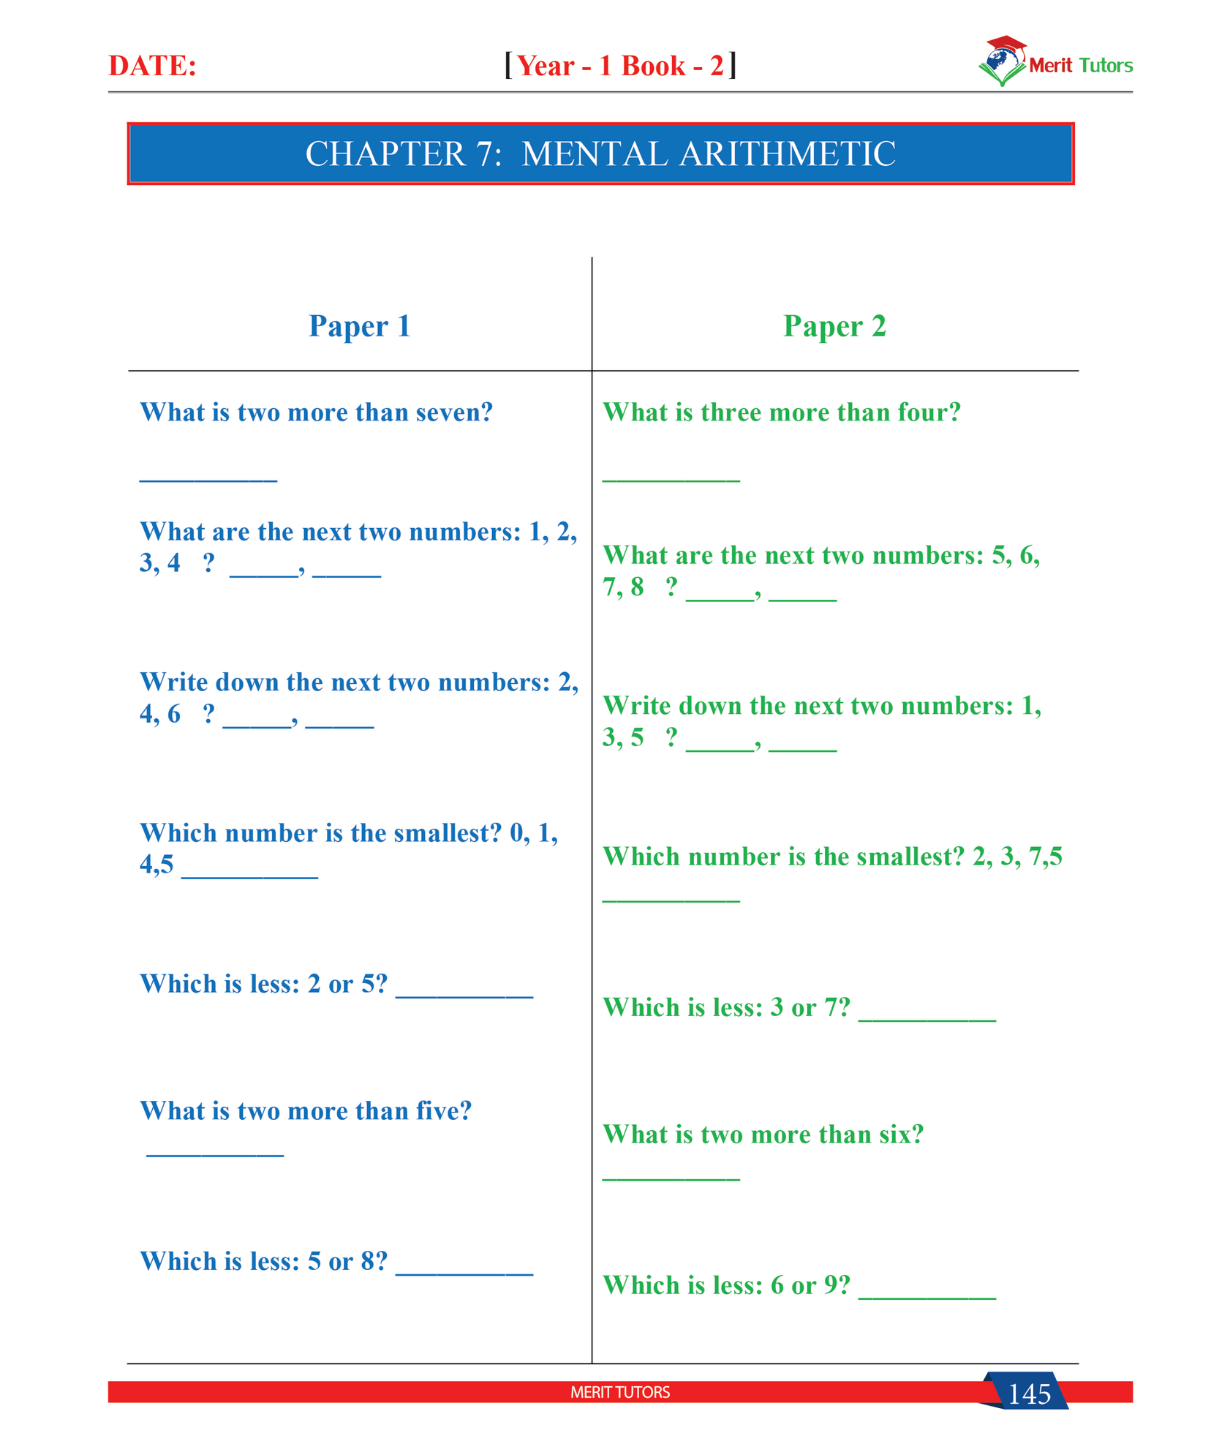 DATE:
[Year - 1 Book - 2]
Merit Tutors
CHAPTER 7: MENTAL ARITHMETIC
Paper 1
What is two more than seven?
__________
What are the next two numbers: 1, 2,
3, 4 ? _____, _____
Write down the next two numbers: 2,
4, 6 ? _____, _____
Which number is the smallest? 0, 1,
4,5 __________
Which is less: 2 or 5? __________
What is two more than five?
__________
Which is less: 5 or 8? __________
Paper 2
What is three more than four?
__________
What are the next two numbers: 5, 6,
7, 8 ? _____, _____
Write down the next two numbers: 1,
3, 5 ? _____, _____
Which number is the smallest? 2, 3, 7,5
__________
Which is less: 3 or 7? __________
What is two more than six?
__________
Which is less: 6 or 9? __________
MERIT TUTORS
145